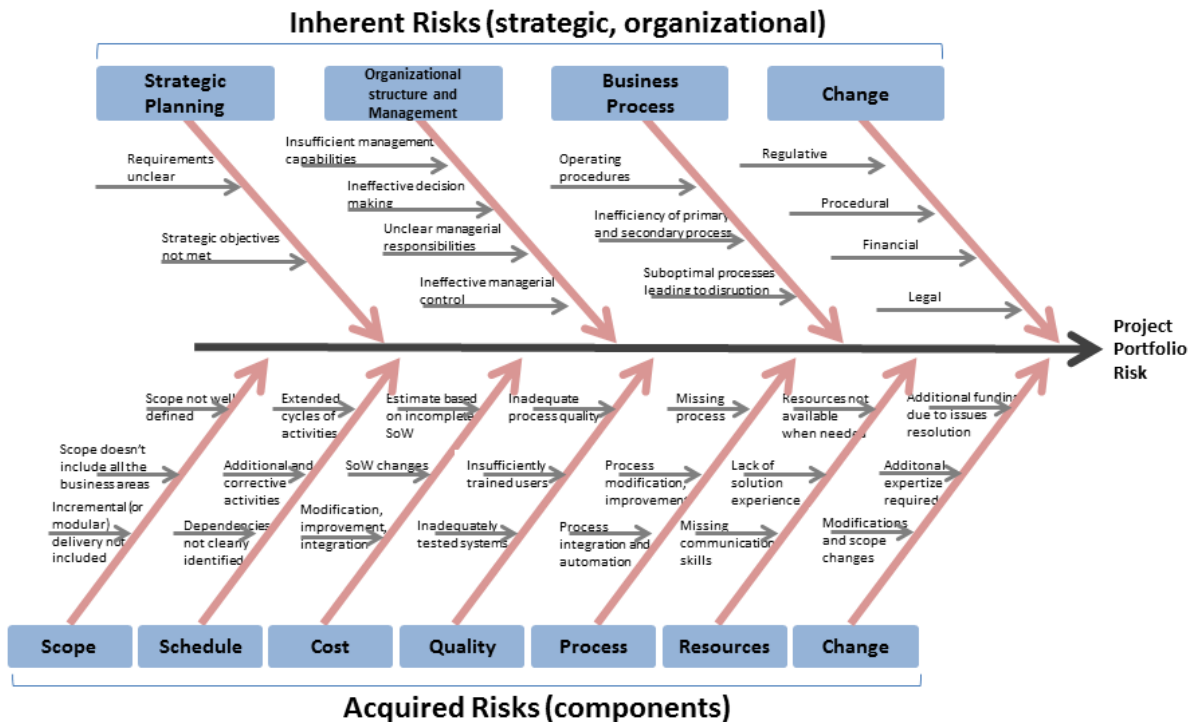 Inherent Risks (strategic, organizational)
Strategic
Planning
Organizational
structure and
Management
Business
Process
Change
Requirements
unclear
Strategic objectives
not met
Insufficient management
capabilities
Ineffective decision
making
Unclear managerial
responsibilities
Ineffective managerial
control
Operating
procedures
Inefficiency of primary
and secondary process
Suboptimal processes
leading to disruption
Regulative
Procedural
Financial
Legal
Project
Portfolio
Risk
Scope not well
defined
Scope doesn't
include all the
business areas
Incremental (or
modular)
delivery not
included
Extended
cycles of
activities
Additional and
corrective
activities
Dependencies
not clearly
identified
Estimate based
on incomplete
SoW
SoW changes
Modification,
improvement,
integration
Inadequate
process quality
Insufficiently
trained users
Inadequately
tested systems
Missing
process
Process
modification,
improvement
Process
integration and
automation
Resources not
available
when needed
Lack of
solution
experience
Missing
communication
skills
Additional funding
due to issues
resolution
Additonal
expertize
required
Modifications
and scope
changes
Scope
Schedule
Cost
Quality
Process
Resources
Change
Acquired Risks (components)